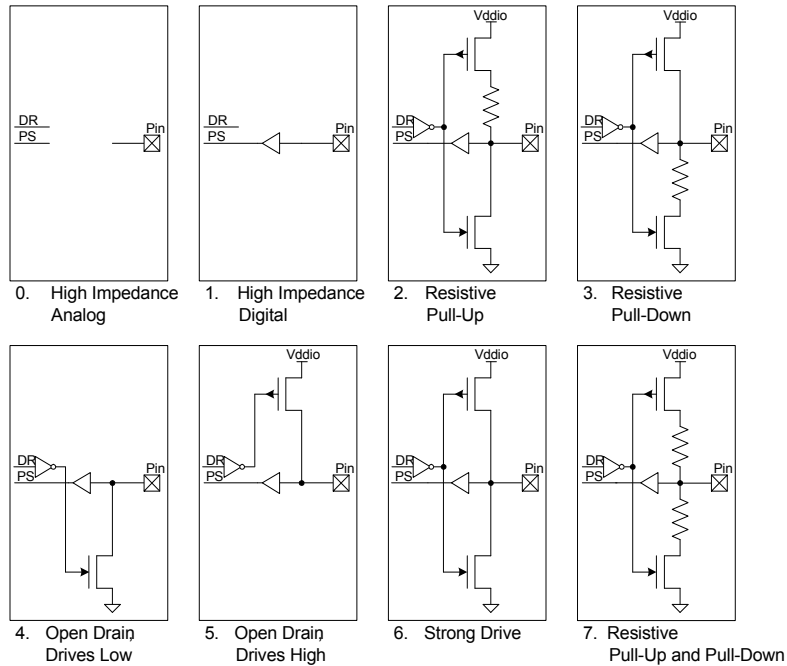 Vddio
Vddio
DR
PS
Pin
DR
PS
Pin
DR
PS
Pin
DR
PS
Pin
0. High Impedance
Analog
1. High Impedance
Digital
2. Resistive
Pull-Up
3. Resistive
Pull-Down
Vddio
Vddio
Vddio
DR
PS
Pin
DR
PS
Pin
DR
PS
Pin
DR
PS
Pin
4. Open Drain,
Drives Low
5. Open Drain,
Drives High
6. Strong Drive
7. Resistive
Pull-Up and Pull-Down